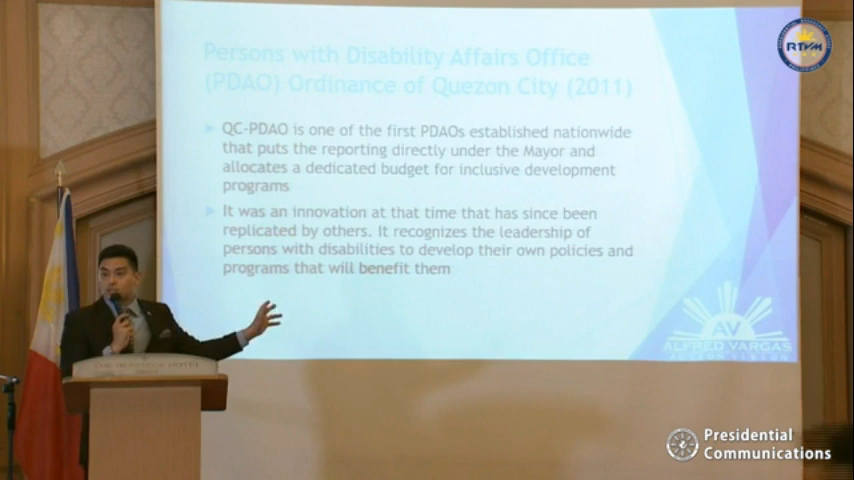 Persons with Disability Affairs Office
(PDAO) Ordinance of Quezon City (2011)
QC-PDAO is one of the first PDAOs established nationwide
that puts the reporting directly under the Mayor and
allocates a dedicated budget for inclusive development
programs
It was an innovation at that time that has since been
replicated by others. It recognizes the leadership of
persons with disabilities to develop their own policies and
programs that will benefit them
AV
ALFRED VARGAS
RTVM
Presidential
Communications